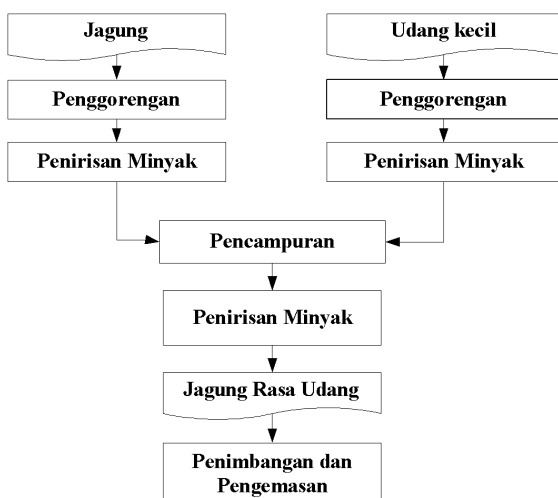 Jagung
Udang kecil
Penggorengan
Penggorengan
Penirisan Minyak
Penirisan Minyak
Pencampuran
Penirisan Minyak
Jagung Rasa Udang
Penimbangan dan
Pengemasan